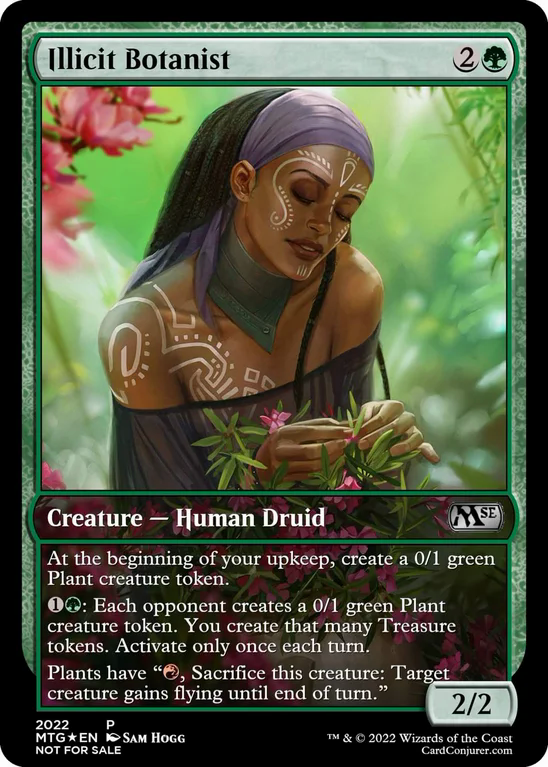 Illicit Botanist 2
Creature — Human Druid MSE
At the beginning of your upkeep, create a 0/1 green
Plant creature token.
1: Each opponent creates a 0/1 green Plant
creature token. You create that many Treasure
tokens. Activate only once each turn.
Plants have “, Sacrifice this creature: Target
creature gains flying until end of turn.”
2/2
2022 P
MTG★EN Sam Hogg
NOT FOR SALE
™ & © 2022 Wizards of the Coast
CardConjurer.com